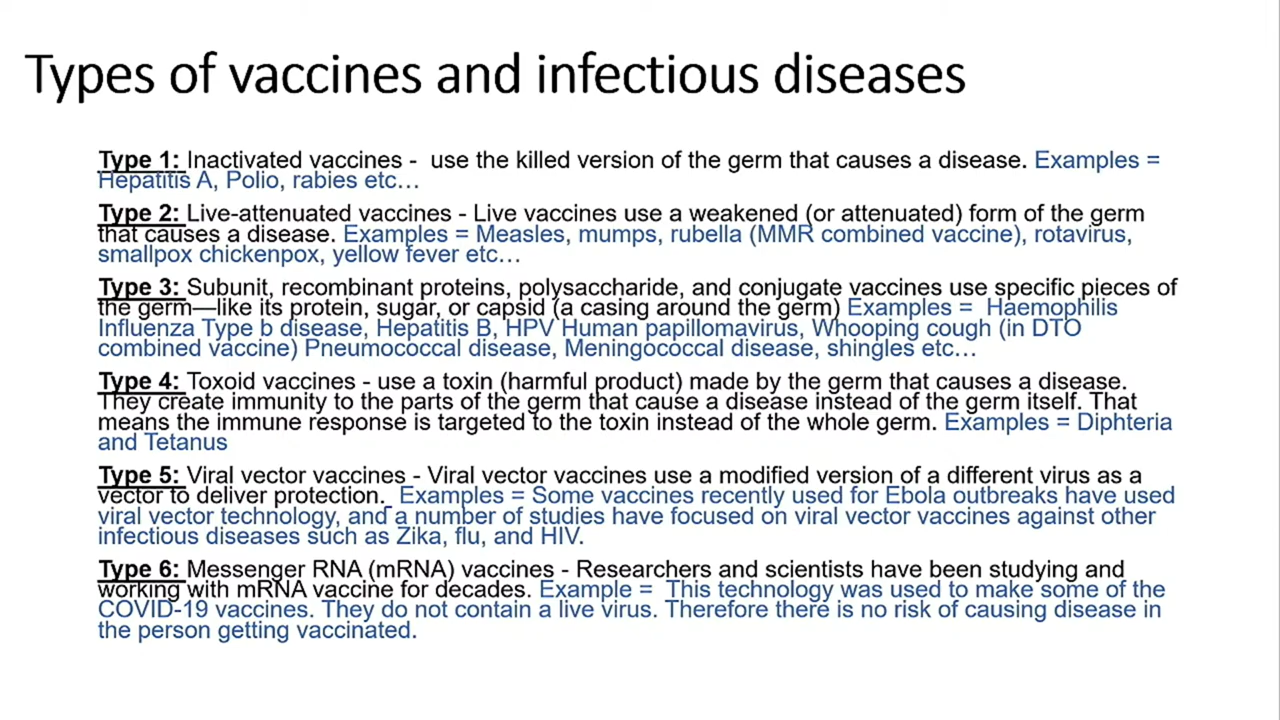 Types of vaccines and infectious diseases
Type 1: Inactivated vaccines -  use the killed version of the germ that causes a disease. Examples =
Hepatitis A, Polio, rabies etc…
Type 2: Live-attenuated vaccines - Live vaccines use a weakened (or attenuated) form of the germ
that causes a disease. Examples = Measles, mumps, rubella (MMR combined vaccine), rotavirus,
smallpox chickenpox, yellow fever etc…
Type 3: Subunit, recombinant proteins, polysaccharide, and conjugate vaccines use specific pieces of
the germ—like its protein, sugar, or capsid (a casing around the germ) Examples =  Haemophilis
Influenza Type b disease, Hepatitis B, HPV Human papillomavirus, Whooping cough (in DTO
combined vaccine) Pneumococcal disease, Meningococcal disease, shingles etc…
Type 4: Toxoid vaccines - use a toxin (harmful product) made by the germ that causes a disease.
They create immunity to the parts of the germ that cause a disease instead of the germ itself. That
means the immune response is targeted to the toxin instead of the whole germ. Examples = Diphteria
and Tetanus
Type 5: Viral vector vaccines - Viral vector vaccines use a modified version of a different virus as a
vector to deliver protection.  Examples = Some vaccines recently used for Ebola outbreaks have used
viral vector technology, and a number of studies have focused on viral vector vaccines against other
infectious diseases such as Zika, flu, and HIV.
Type 6: Messenger RNA (mRNA) vaccines - Researchers and scientists have been studying and
working with mRNA vaccine for decades. Example =  This technology was used to make some of the
COVID-19 vaccines. They do not contain a live virus. Therefore there is no risk of causing disease in
the person getting vaccinated.